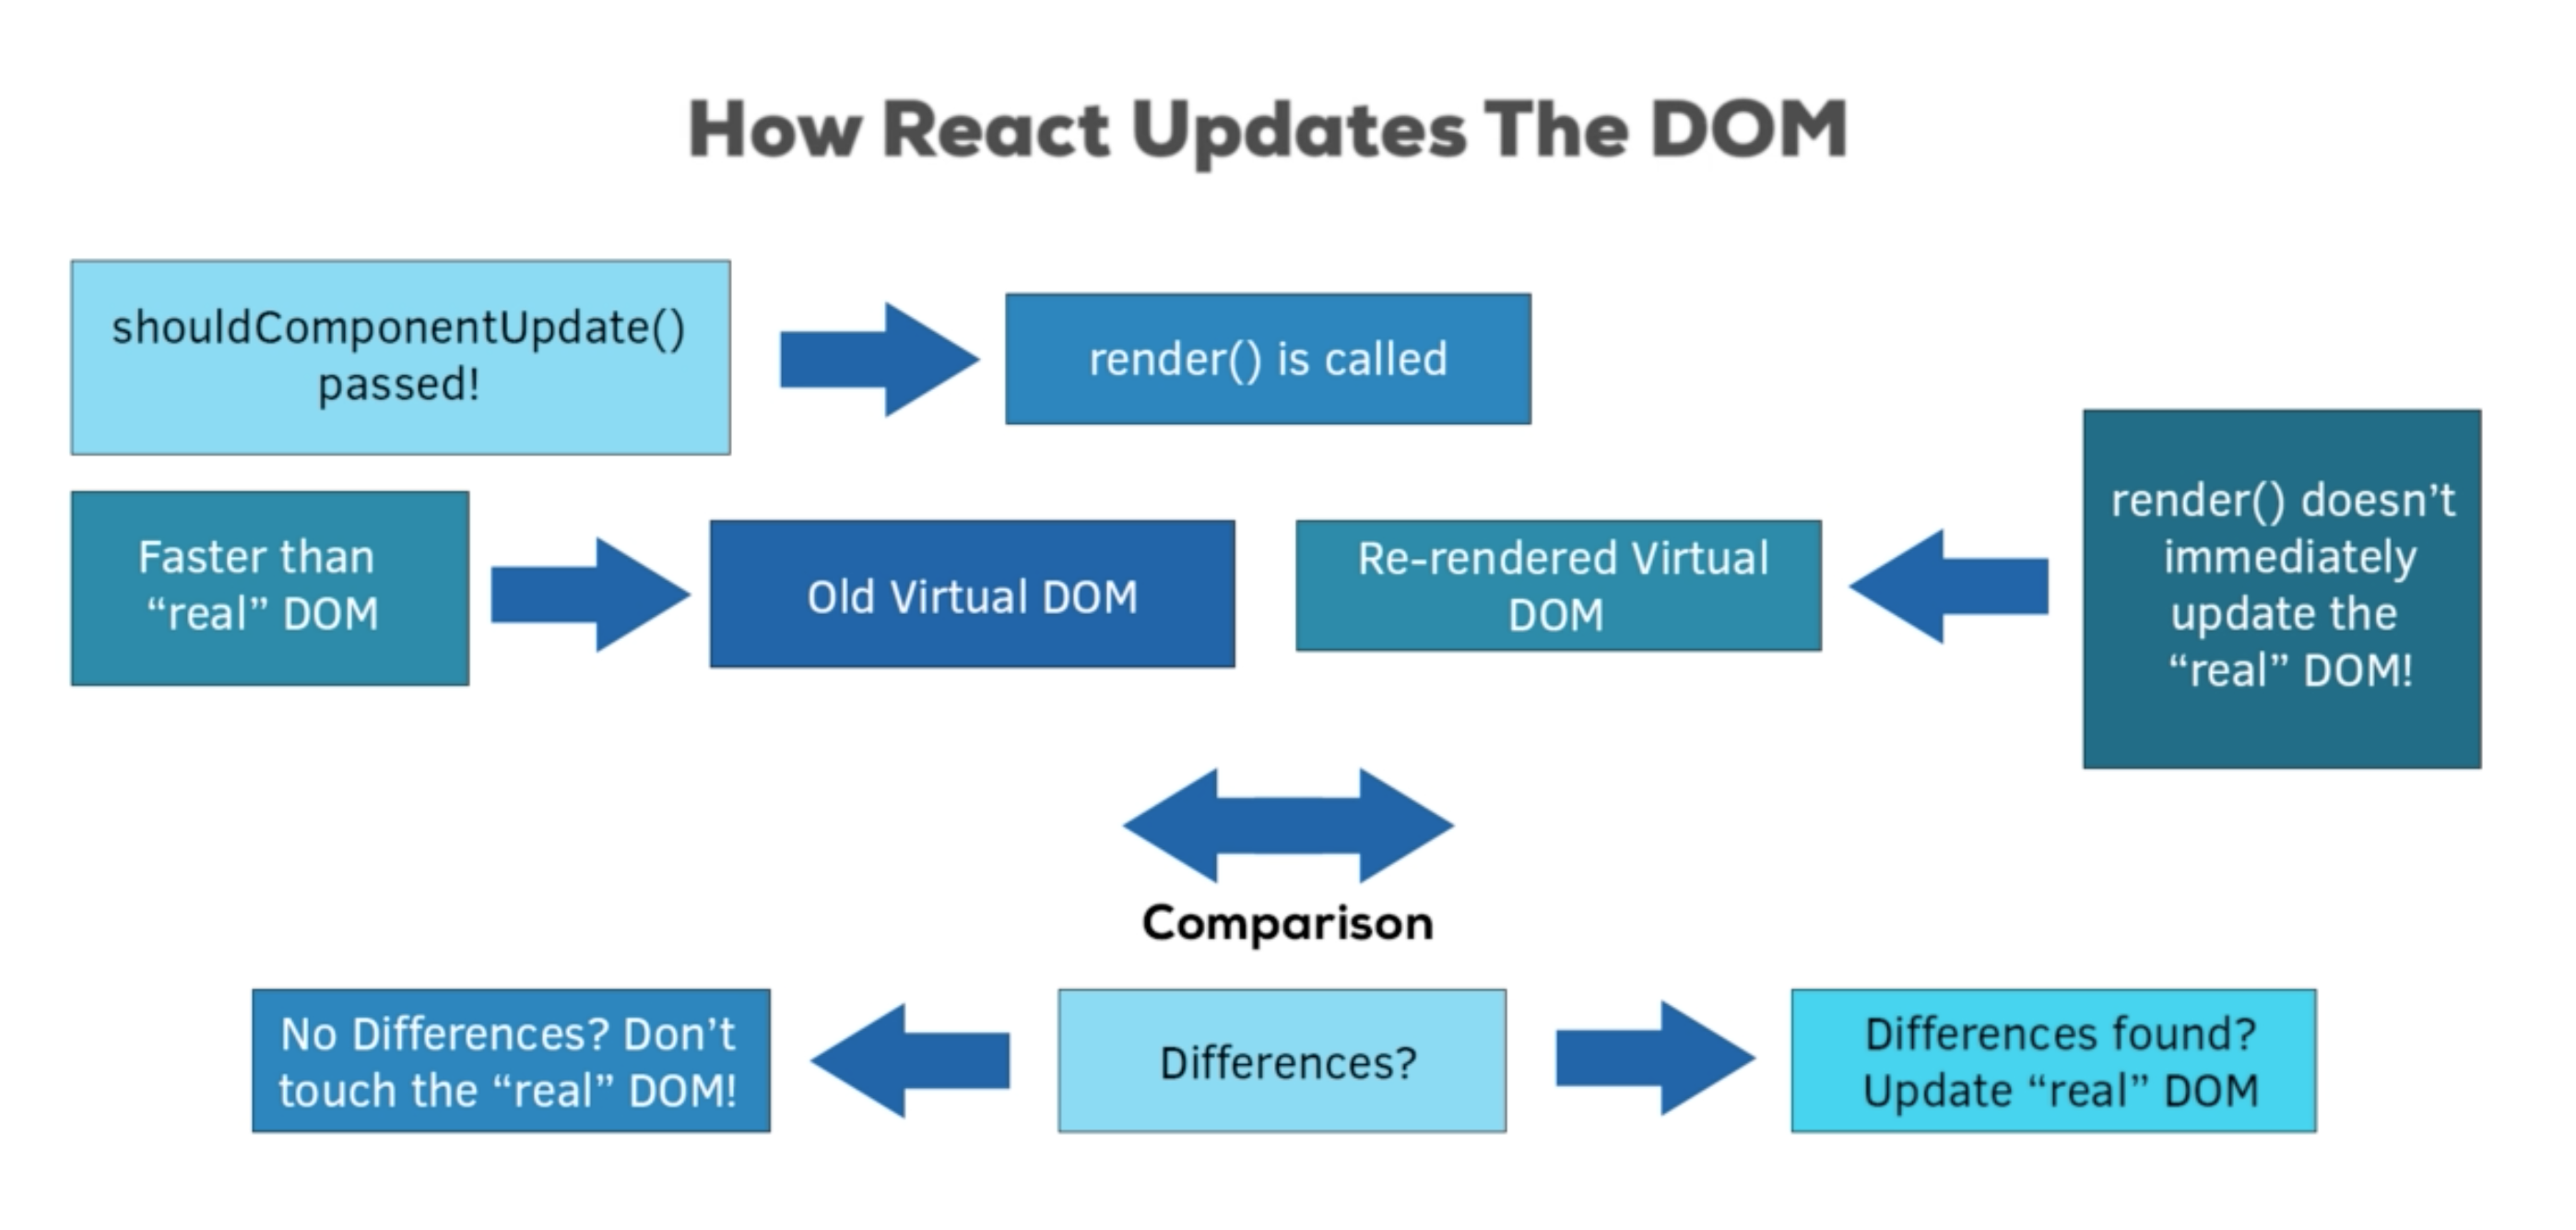 How React Updates The DOM
shouldComponentUpdate()
passed!
render() is called
Faster than
“real” DOM
Old Virtual DOM
Re-rendered Virtual
DOM
render() doesn’t
immediately
update the
“real” DOM!
Comparison
No Differences? Don’t
touch the “real” DOM!
Differences?
Differences found?
Update “real” DOM